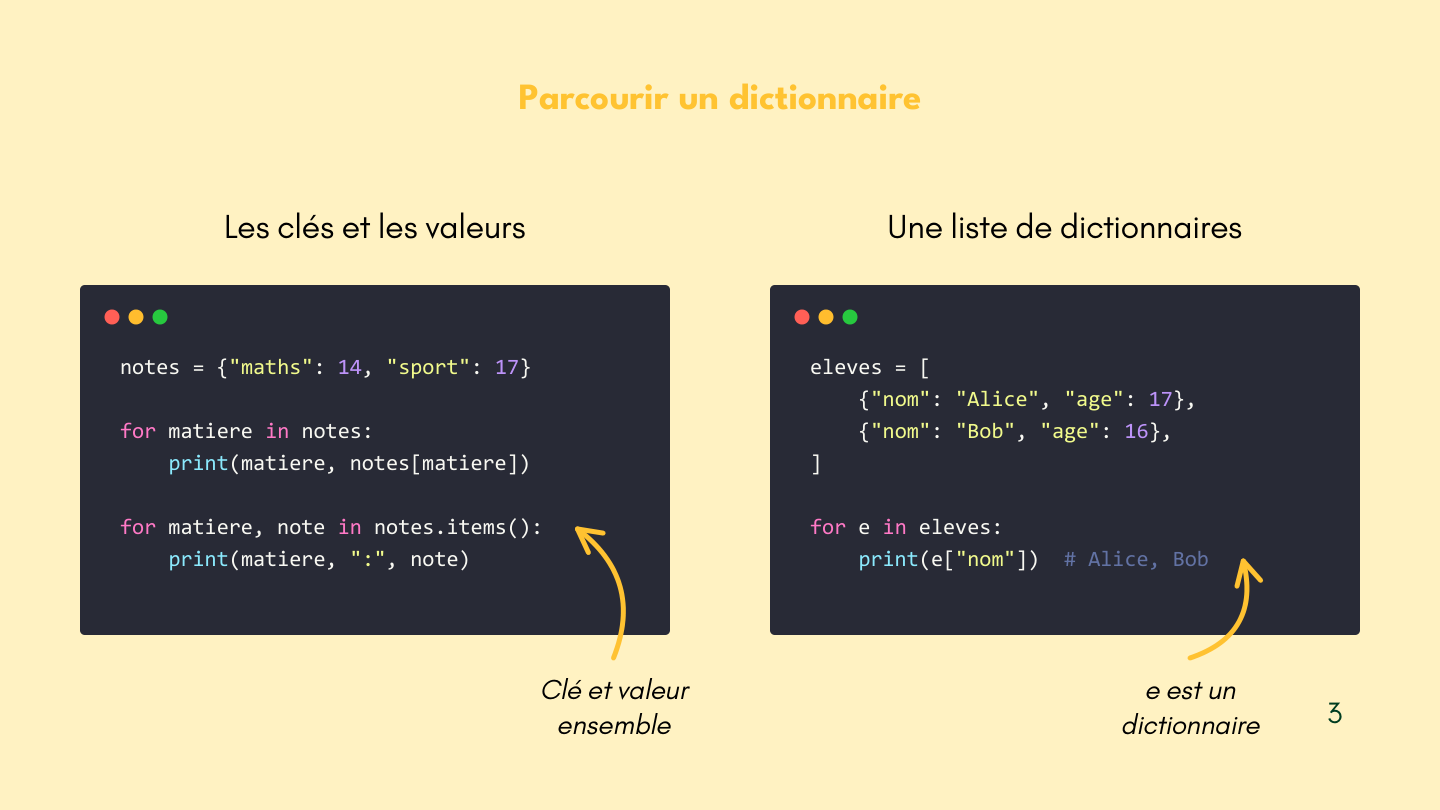 Parcourir un dictionnaire
Les clés et les valeurs
notes = {"maths": 14, "sport": 17}
for matiere in notes:
    print(matiere, notes[matiere])
for matiere, note in notes.items():
    print(matiere, ":", note)
Clé et valeur
ensemble
Une liste de dictionnaires
eleves = [
    {"nom": "Alice", "age": 17},
    {"nom": "Bob", "age": 16},
]
for e in eleves:
    print(e["nom"])  # Alice, Bob
e est un
dictionnaire
3